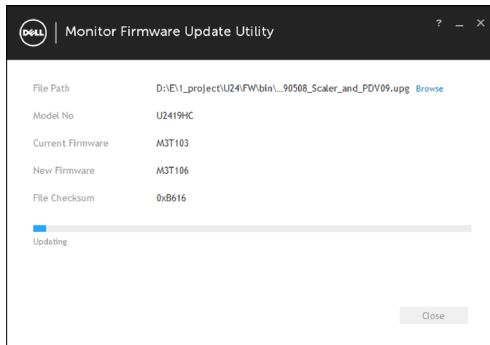 DELL Monitor Firmware Update Utility ? _ ×
File Path D:\E\1_project\U24\FW\bin\...90508_Scaler_and_PDV09.upg Browse
Model No U2419HC
Current Firmware M3T103
New Firmware M3T106
File Checksum 0xB616
Updating
Close